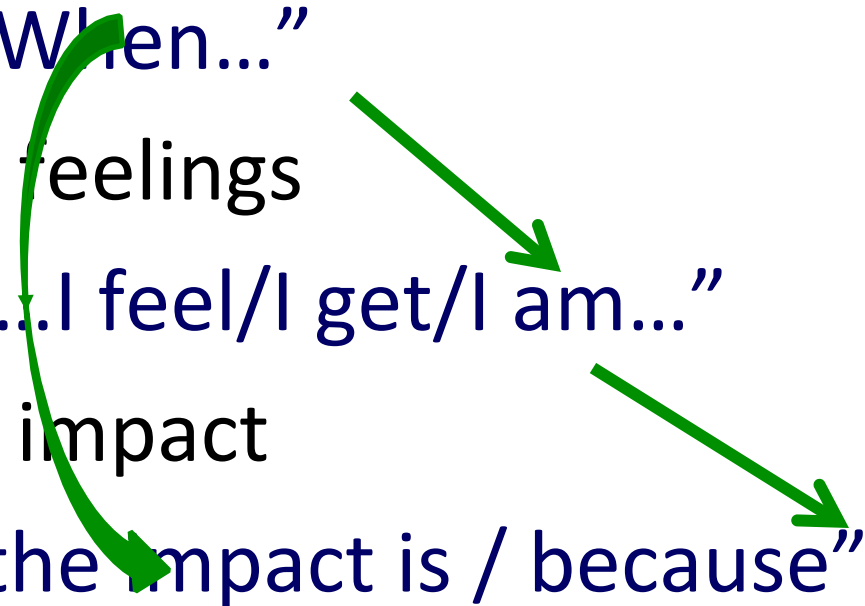 When…”
feelings
…I feel/I get/I am…”
impact
the impact is / because”